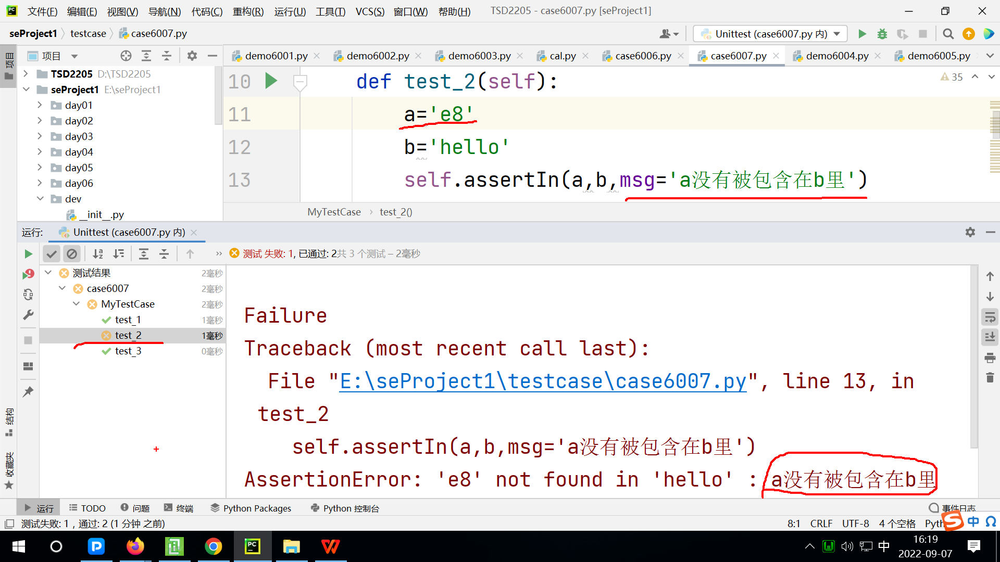 文件(F) 编辑(E) 视图(V) 导航(N) 代码(C) 重构(R) 运行(U) 工具(T) VCS(S) 窗口(W) 帮助(H) TSD2205 - case6007.py [seProject1]
seProject1 testcase case6007.py
Unittest (case6007.py 内)
项目
项目
demo6001.py demo6002.py demo6003.py cal.py case6006.py case6007.py demo6004.py demo6005.py
TSD2205 D:\TSD2205
seProject1 E:\seProject1
day01
day02
day03
day04
day05
day06
dev
__init__.py
35
10 def test_2(self):
11 a='e8'
12 b='hello'
13 self.assertIn(a,b,msg='a没有被包含在b里')
MyTestCase test_2()
运行: Unittest (case6007.py 内)
测试 失败: 1, 已通过: 2共 3 个测试 – 2毫秒
测试结果 2毫秒
case6007 2毫秒
MyTestCase 2毫秒
test_1 1毫秒
test_2 1毫秒
test_3 0毫秒
Failure
Traceback (most recent call last):
File "E:\seProject1\testcase\case6007.py", line 13, in
test_2
self.assertIn(a,b,msg='a没有被包含在b里')
AssertionError: 'e8' not found in 'hello' : a没有被包含在b里
结构
收藏夹
运行 TODO 问题 终端 Python Packages Python 控制台 事件日志
测试失败: 1，通过: 2 (1 分钟 之前) 8:1 CRLF UTF-8 4 个空格 Pyth
中
中
16:19
2022-09-07